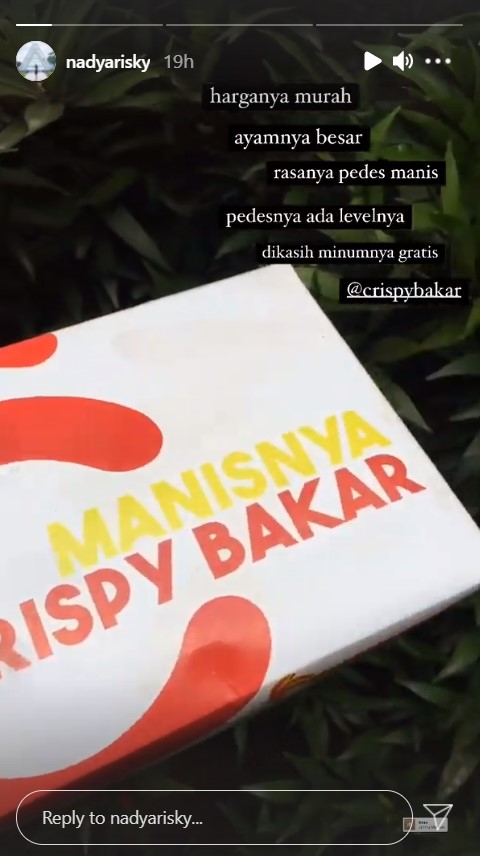 nadyarisky 19h
harganya murah
ayamnya besar
rasanya pedes manis
pedesnya ada levelnya
dikasih minumnya gratis
@crispybakar
MANISNYA
RISPY BAKAR
Reply to nadyarisky...